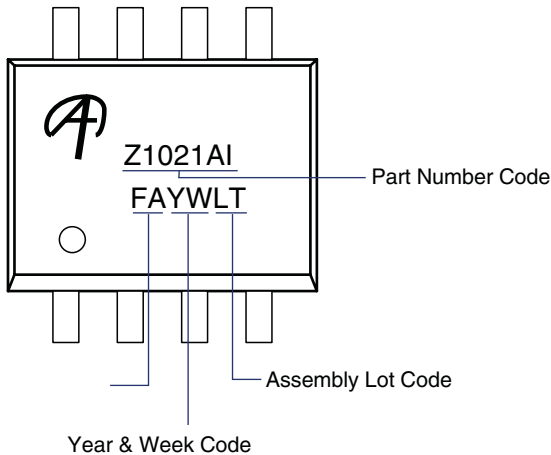 Z1021AI
Part Number Code
FAYWLT
Assembly Lot Code
Year & Week Code